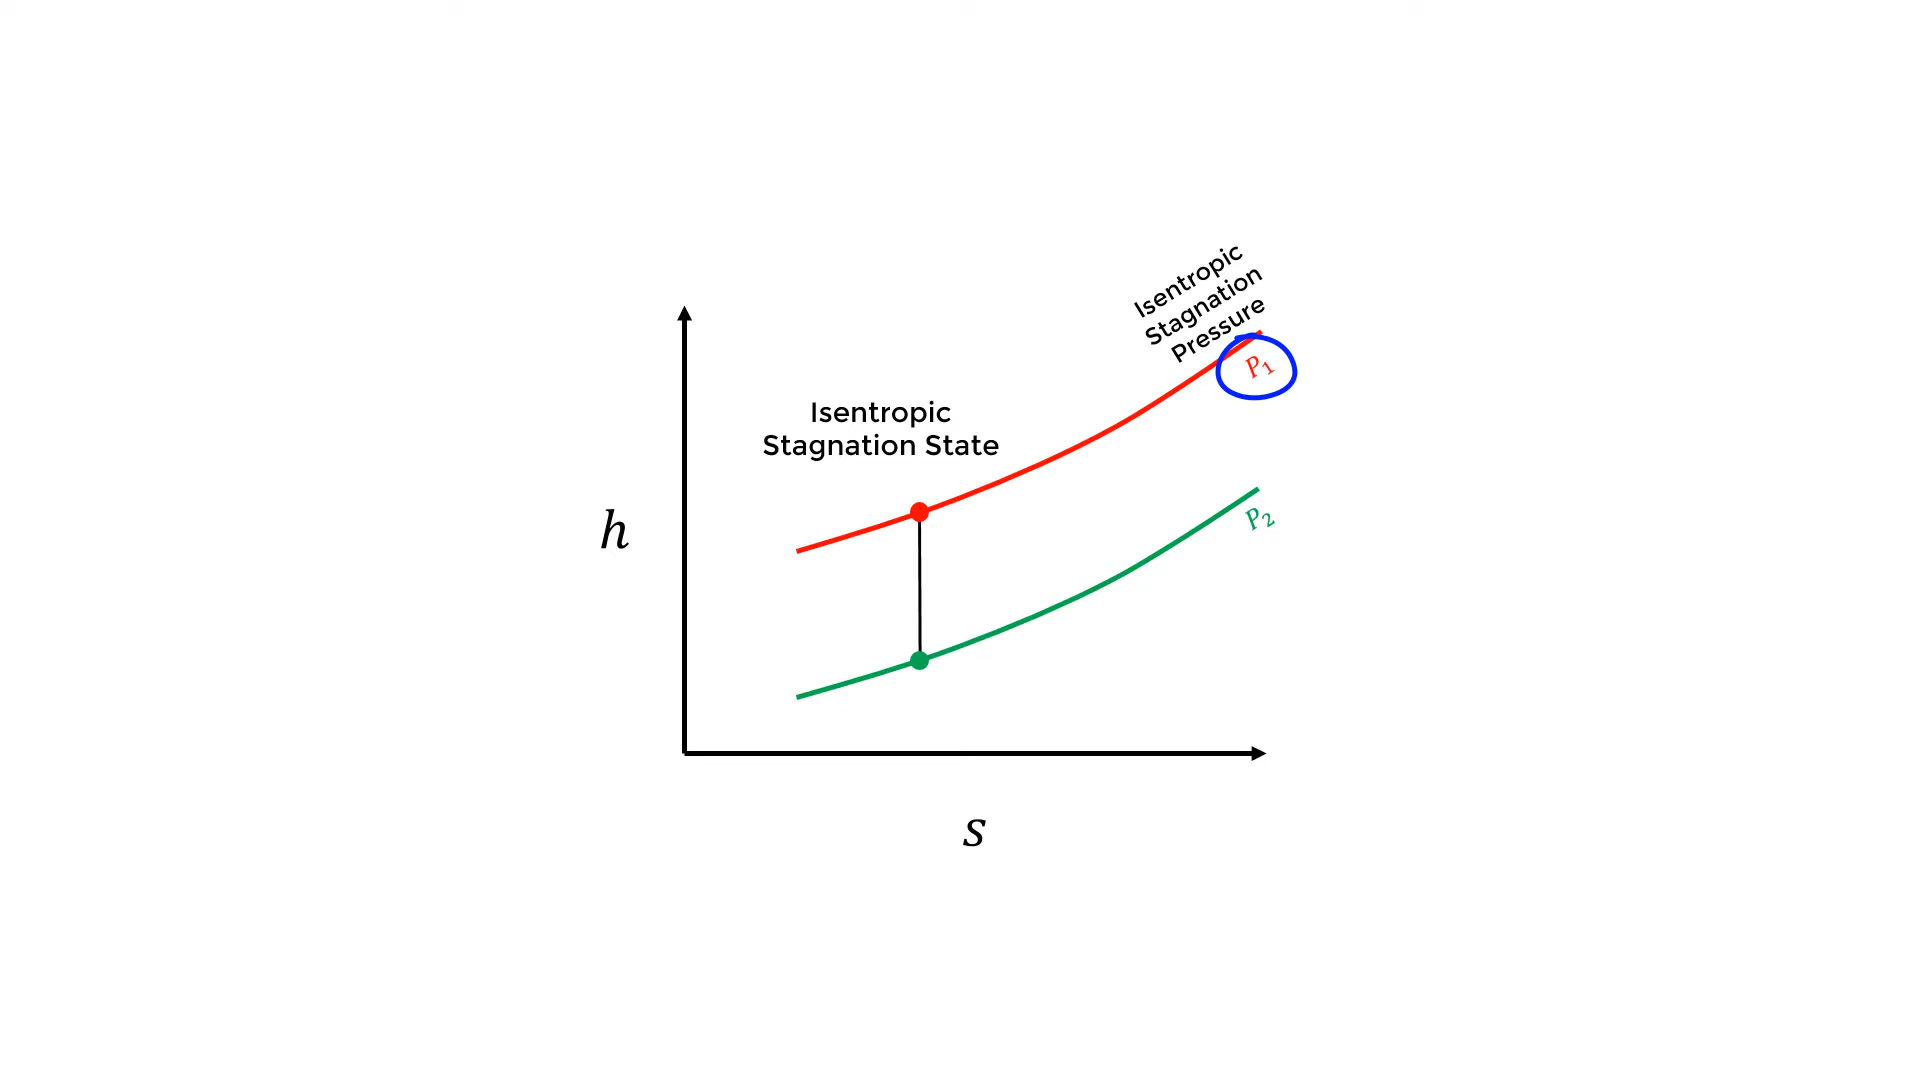 Isentropic
Stagnation
Pressure
P₁
Isentropic
Stagnation State
h
P₂
s